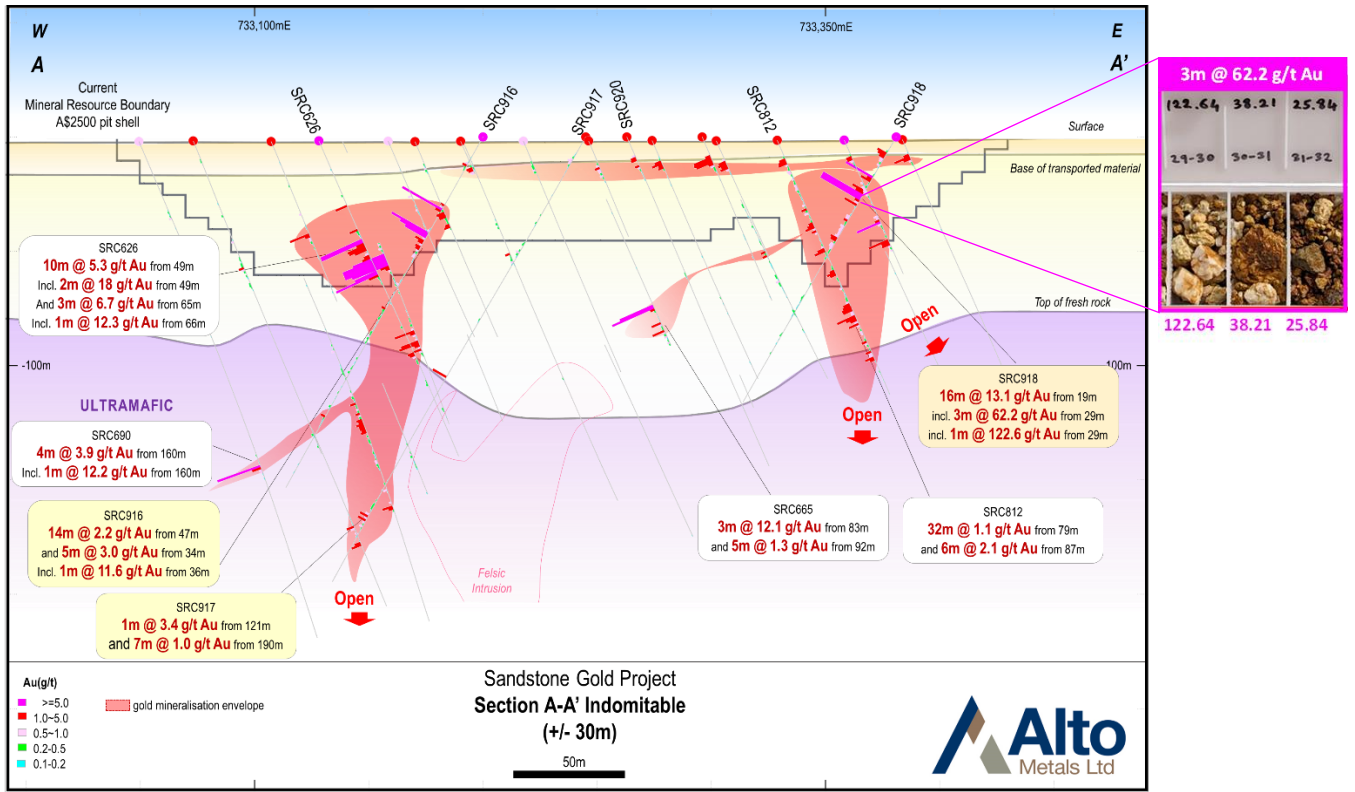 W
733,100mE
733,350mE
E
A
A'
Current
Mineral Resource Boundary
A$2500 pit shell
SRC626
SRC916
SRC917
SRC920
SRC812
SRC918
Surface
Base of transported material
3m @ 62.2 g/t Au
122.64 38.21 25.84
29-30 30-31 31-32
122.64 38.21 25.84
SRC626
10m @ 5.3 g/t Au from 49m
Incl. 2m @ 18 g/t Au from 49m
And 3m @ 6.7 g/t Au from 65m
Incl. 1m @ 12.3 g/t Au from 66m
Top of fresh rock
Open
-100m
-100m
ULTRAMAFIC
SRC918
16m @ 13.1 g/t Au from 19m
incl. 3m @ 62.2 g/t Au from 29m
incl. 1m @ 122.6 g/t Au from 29m
Open
SRC690
4m @ 3.9 g/t Au from 160m
Incl. 1m @ 12.2 g/t Au from 160m
SRC916
14m @ 2.2 g/t Au from 47m
and 5m @ 3.0 g/t Au from 34m
Incl. 1m @ 11.6 g/t Au from 36m
SRC665
3m @ 12.1 g/t Au from 83m
and 5m @ 1.3 g/t Au from 92m
SRC812
32m @ 1.1 g/t Au from 79m
and 6m @ 2.1 g/t Au from 87m
Felsic
Intrusion
Open
SRC917
1m @ 3.4 g/t Au from 121m
and 7m @ 1.0 g/t Au from 190m
Au(g/t)
>=5.0
1.0~5.0
0.5~1.0
0.2-0.5
0.1-0.2
gold mineralisation envelope
Sandstone Gold Project
Section A-A' Indomitable
(+/- 30m)
50m
Alto
Metals Ltd